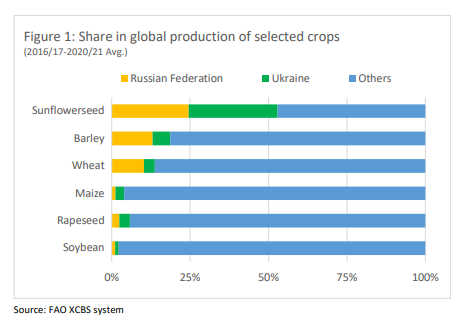 Figure 1: Share in global production of selected crops
(2016/17-2020/21 Avg.)
Russian Federation Ukraine Others
Sunflowerseed
Barley
Wheat
Maize
Rapeseed
Soybean
0% 25% 50% 75% 100%
Source: FAO XCBS system